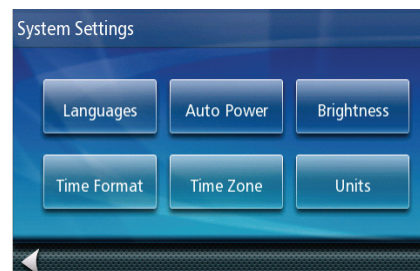 System Settings
Languages
Auto Power
Brightness
Time Format
Time Zone
Units